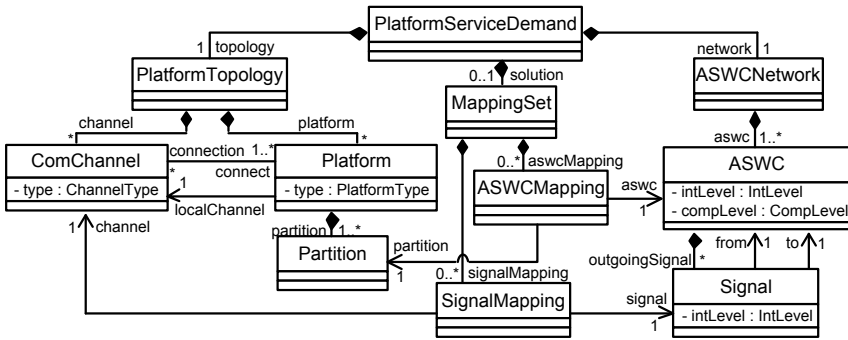 PlatformServiceDemand
1 topology
network 1
PlatformTopology
0..1 solution
ASWCNetwork
MappingSet
channel
platform
aswc 1..*
* *
ComChannel
connection 1..*
Platform
0..* aswcMapping
ASWC
- type : ChannelType
* connect
- type : PlatformType
ASWCMapping
aswc
- intLevel : IntLevel
1
localChannel
1
- compLevel : CompLevel
1 channel
partition 1..*
Partition
partition
1
from 1
to 1
outgoingSignal *
0..* signalMapping
SignalMapping
signal
1
Signal
- intLevel : IntLevel